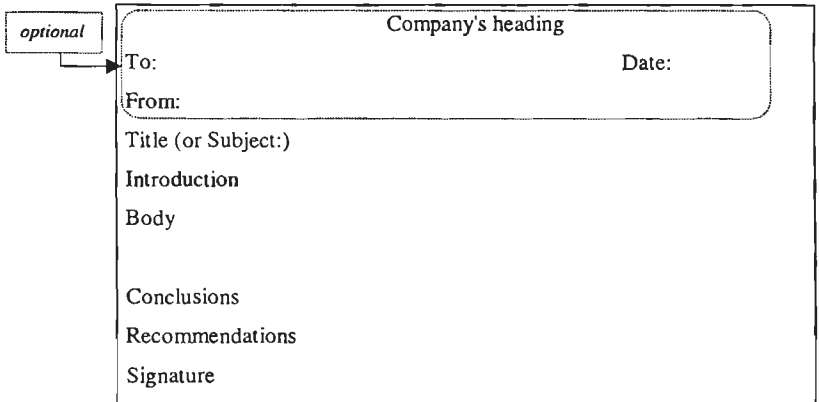 optional
Company's heading
To: Date:
From:
Title (or Subject:)
Introduction
Body
Conclusions
Recommendations
Signature